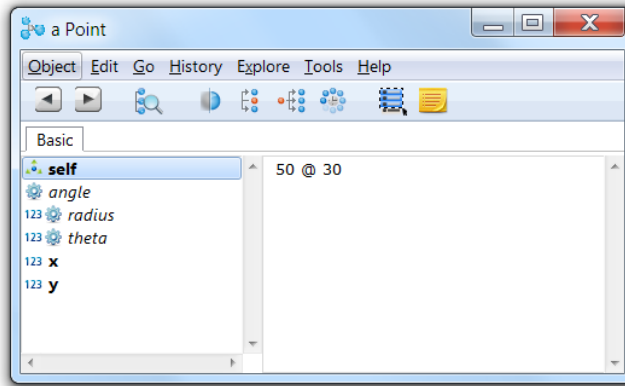 a Point
Object Edit Go History Explore Tools Help
Basic
self
angle
123 radius
123 theta
123 x
123 y
50 @ 30